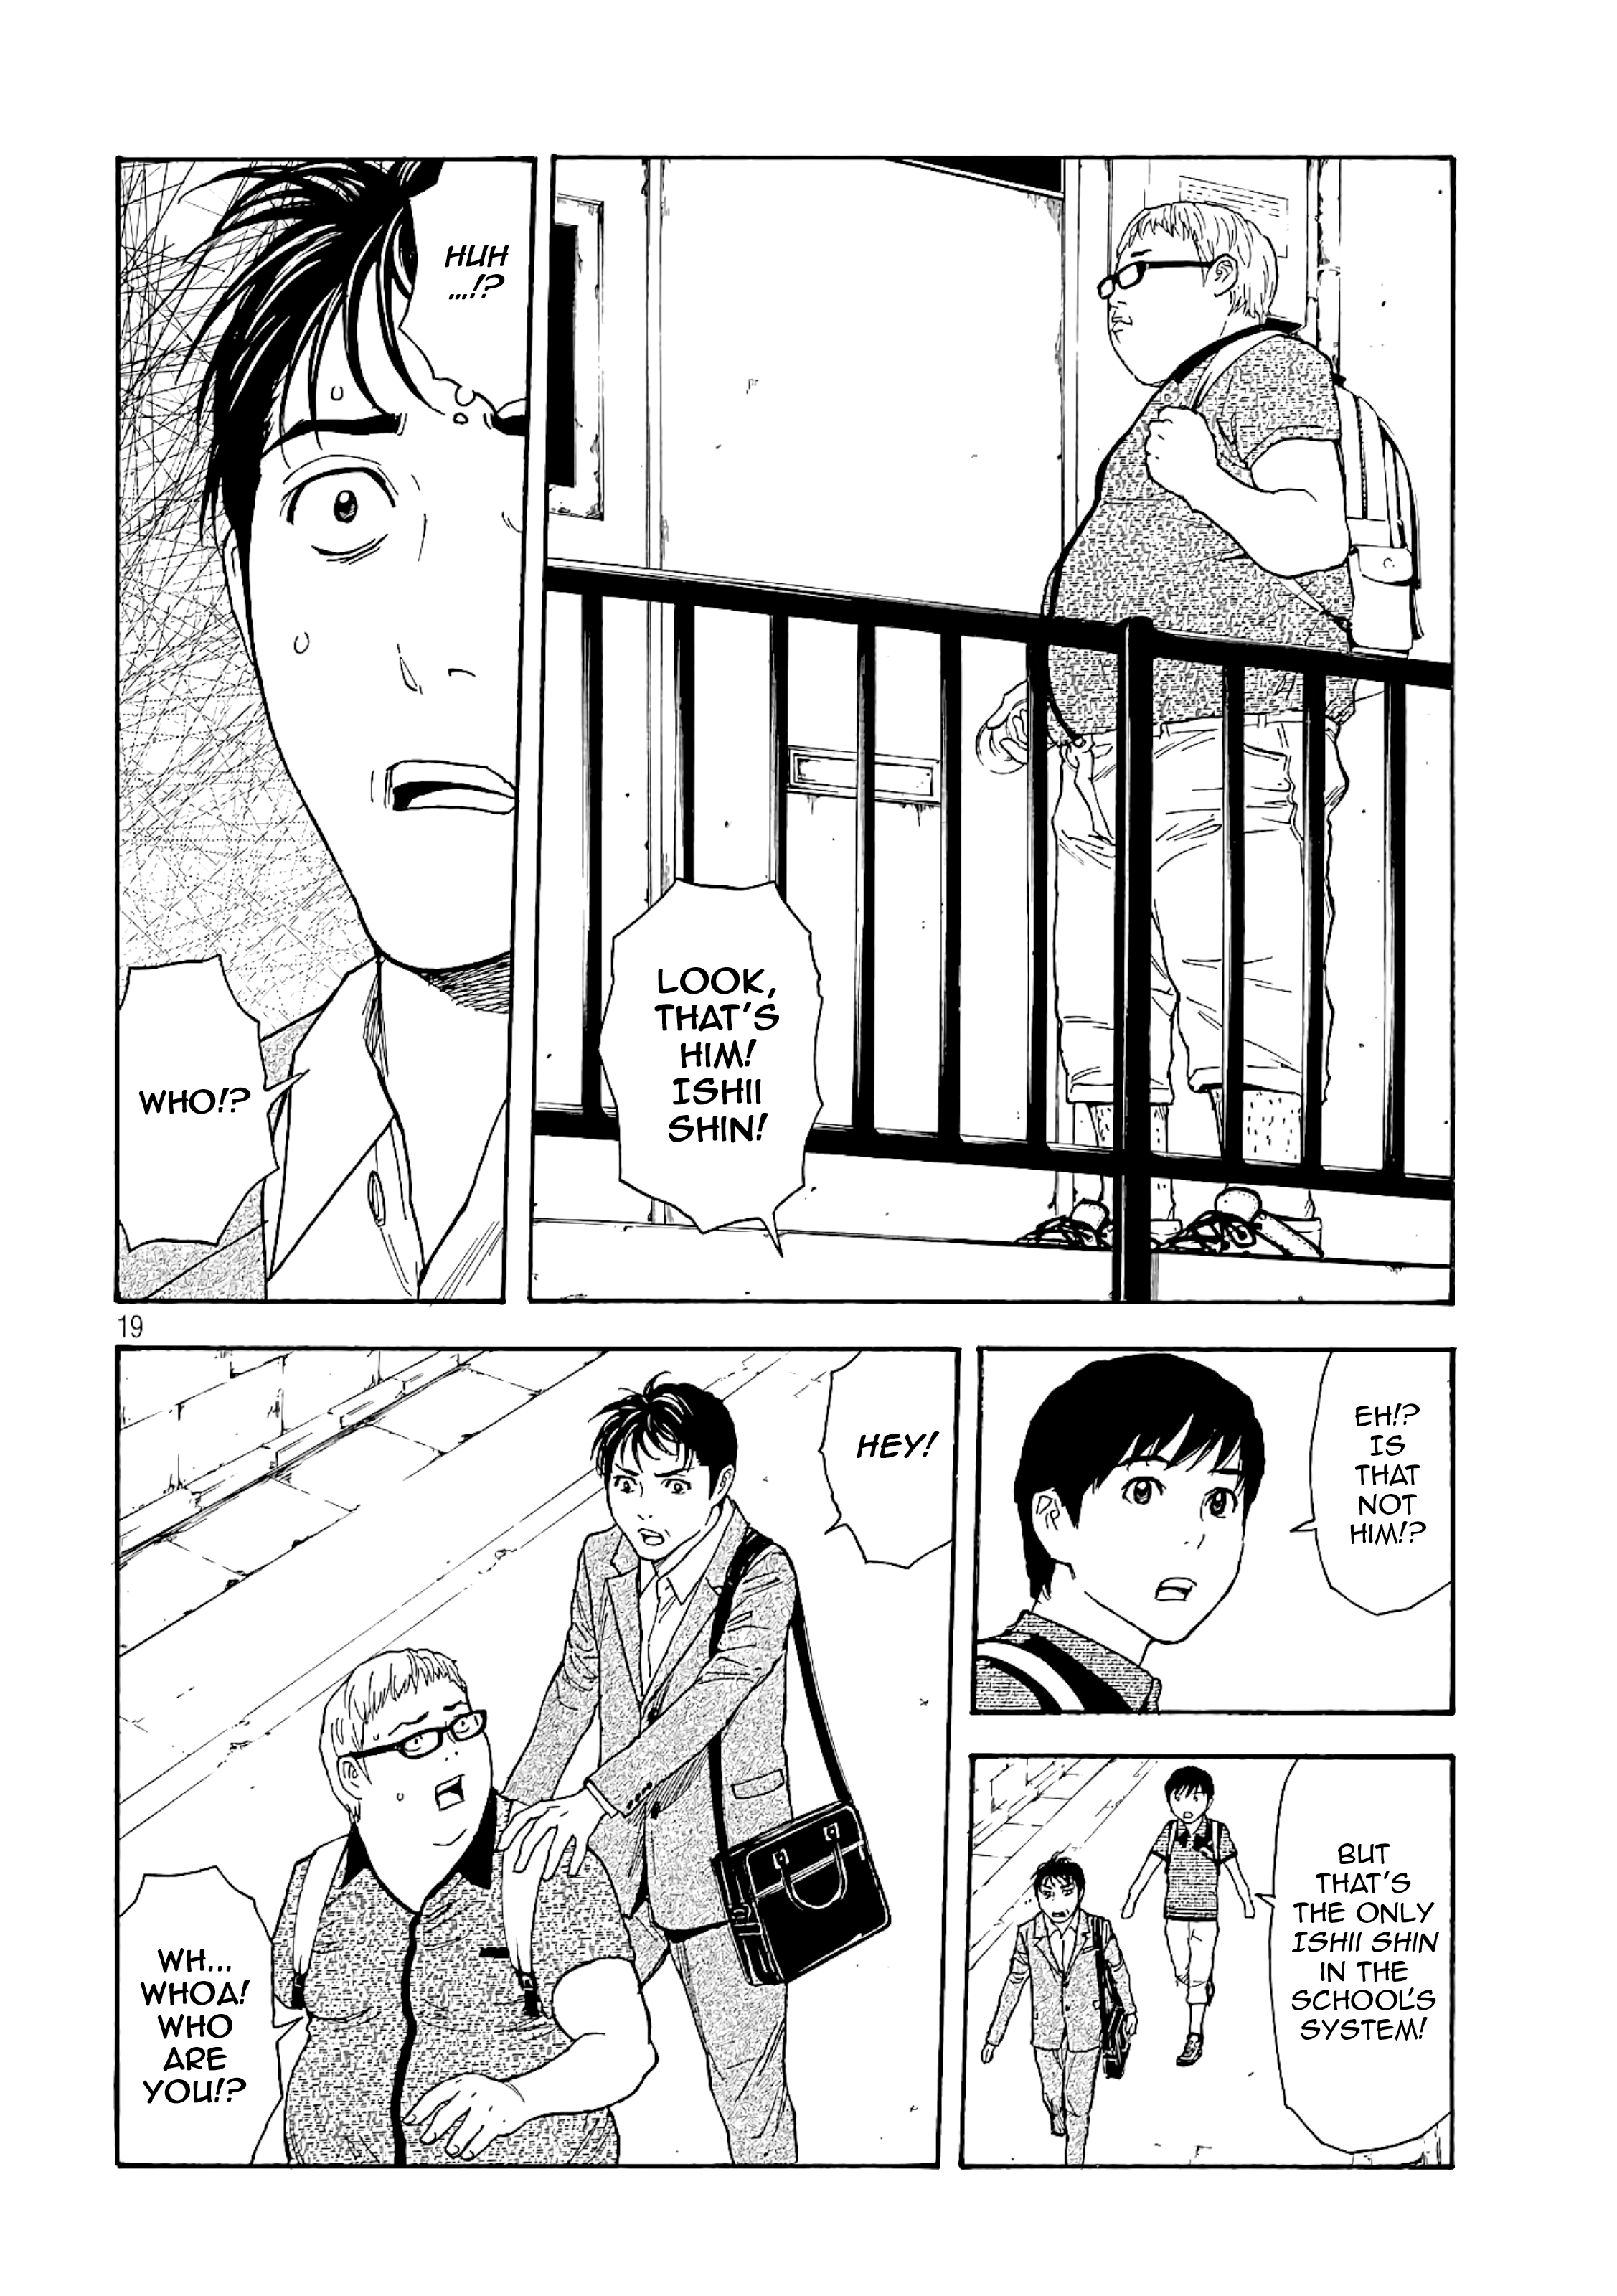 LOOK,
THAT'S
HIM!
ISHII
SHIN!
HUH
...!?
WHO!?
19
EH!?
IS
THAT
NOT
HIM!?
BUT
THAT'S
THE ONLY
ISHII SHIN
IN THE
SCHOOL'S
SYSTEM!
HEY!
WH...
WHOA!
WHO
ARE
YOU!?